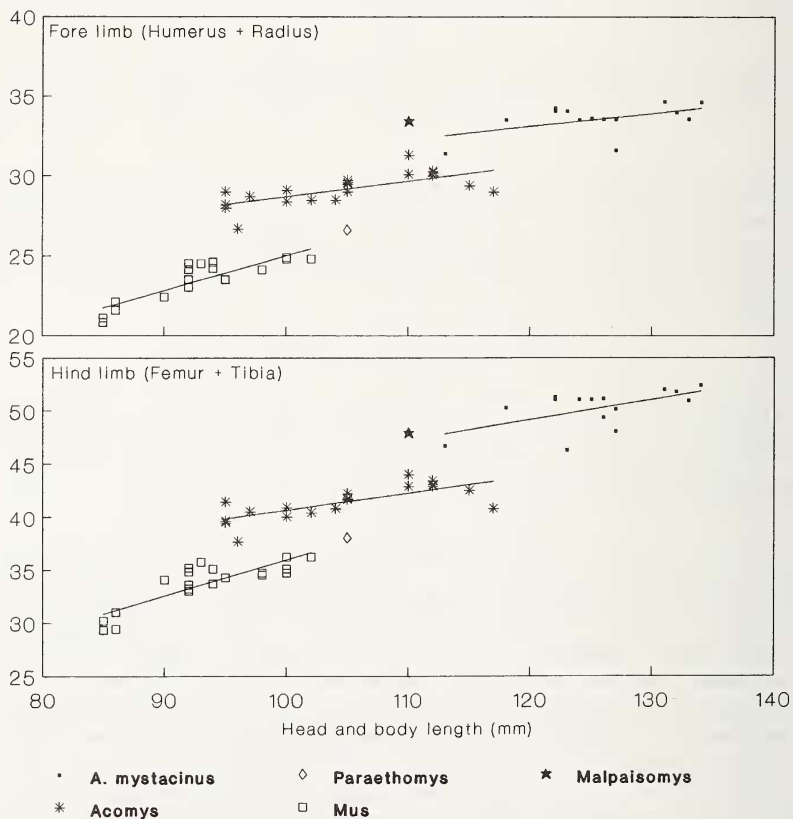 40
Fore limb (Humerus + Radius)
35
30
25
20
55
Hind limb (Femur + Tibia)
50
45
40
35
30
25
80 90 100 110 120 130 140
Head and body length (mm)
A. mystacinus Paraethomys Malpaisomys
Acomys Mus